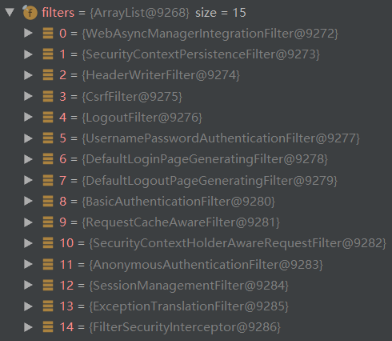 filters = {ArrayList@9268} size = 15
0 = {WebAsyncManagerIntegrationFilter@9272}
1 = {SecurityContextPersistenceFilter@9273}
2 = {HeaderWriterFilter@9274}
3 = {CsrfFilter@9275}
4 = {LogoutFilter@9276}
5 = {UsernamePasswordAuthenticationFilter@9277}
6 = {DefaultLoginPageGeneratingFilter@9278}
7 = {DefaultLogoutPageGeneratingFilter@9279}
8 = {BasicAuthenticationFilter@9280}
9 = {RequestCacheAwareFilter@9281}
10 = {SecurityContextHolderAwareRequestFilter@9282}
11 = {AnonymousAuthenticationFilter@9283}
12 = {SessionManagementFilter@9284}
13 = {ExceptionTranslationFilter@9285}
14 = {FilterSecurityInterceptor@9286}